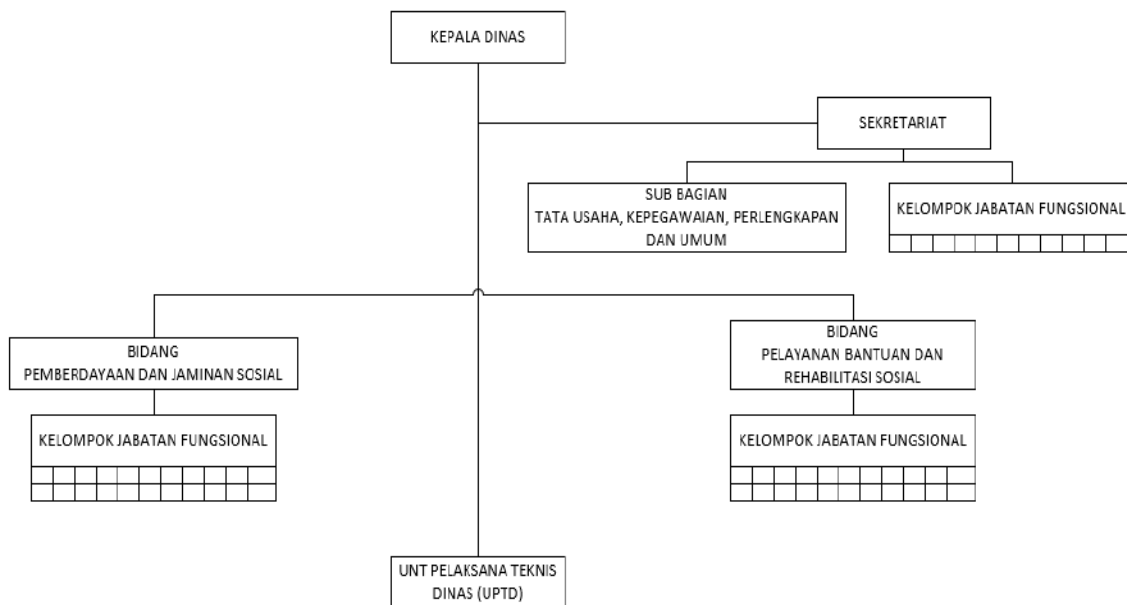 KEPALA DINAS
SEKRETARIAT
SUB BAGIAN
TATA USAHA, KEPEGAWAIAN, PERLENGKAPAN
DAN UMUM
KELOMPOK JABATAN FUNGSIONAL
BIDANG
PEMBERDAYAAN DAN JAMINAN SOSIAL
KELOMPOK JABATAN FUNGSIONAL
BIDANG
PELAYANAN BANTUAN DAN
REHABILITASI SOSIAL
KELOMPOK JABATAN FUNGSIONAL
UNT PELAKSANA TEKNIS
DINAS (UPTD)